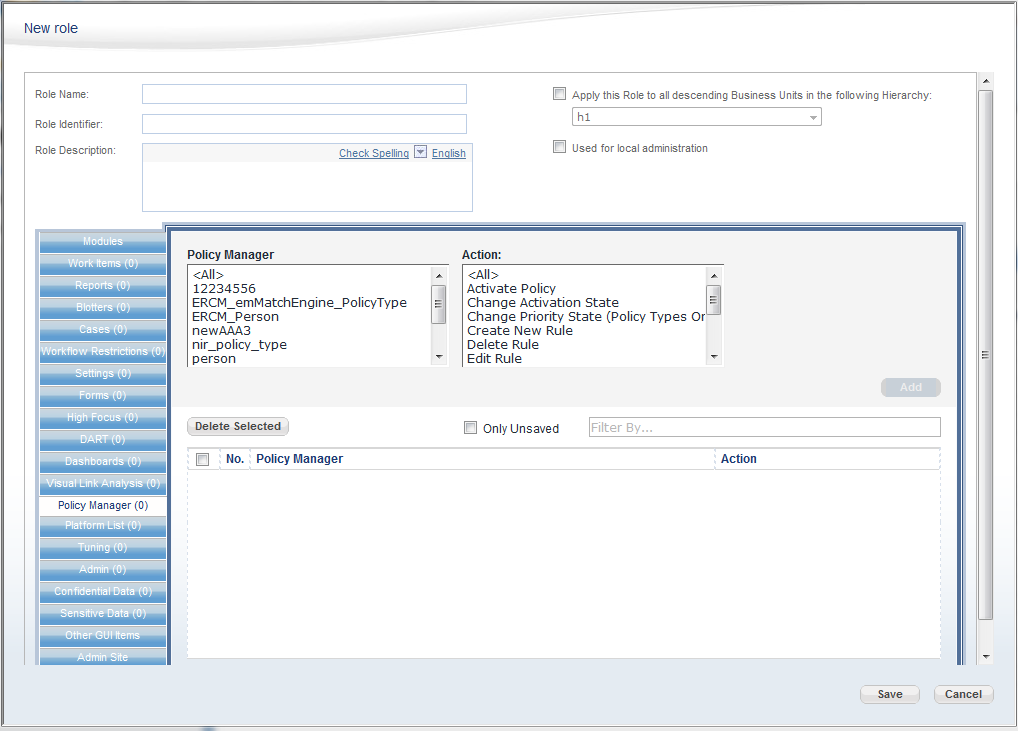 New role
Role Name:
Role Identifier:
Role Description:
Check Spelling English
Apply this Role to all descending Business Units in the following Hierarchy:
h1
Used for local administration
Modules
Work Items (0)
Reports (0)
Blotters (0)
Cases (0)
Workflow Restrictions (0)
Settings (0)
Forms (0)
High Focus (0)
DART (0)
Dashboards (0)
Visual Link Analysis (0)
Policy Manager (0)
Platform List (0)
Tuning (0)
Admin (0)
Confidential Data (0)
Sensitive Data (0)
Other GUI Items
Admin Site
Policy Manager
<All>
12234556
ERCM_emMatchEngine_PolicyType
ERCM_Person
newAAA3
nir_policy_type
person
Action:
<All>
Activate Policy
Change Activation State
Change Priority State (Policy Types Or
Create New Rule
Delete Rule
Edit Rule
Add
Delete Selected
Only Unsaved
Filter By...
No. Policy Manager Action
Save Cancel